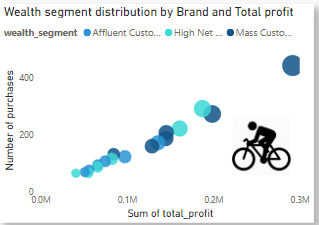 Wealth segment distribution by Brand and Total profit
wealth_segment Affluent Custo... High Net ... Mass Custo...
Number of purchases
400
200
0
0.0M 0.1M 0.2M 0.3M
Sum of total_profit